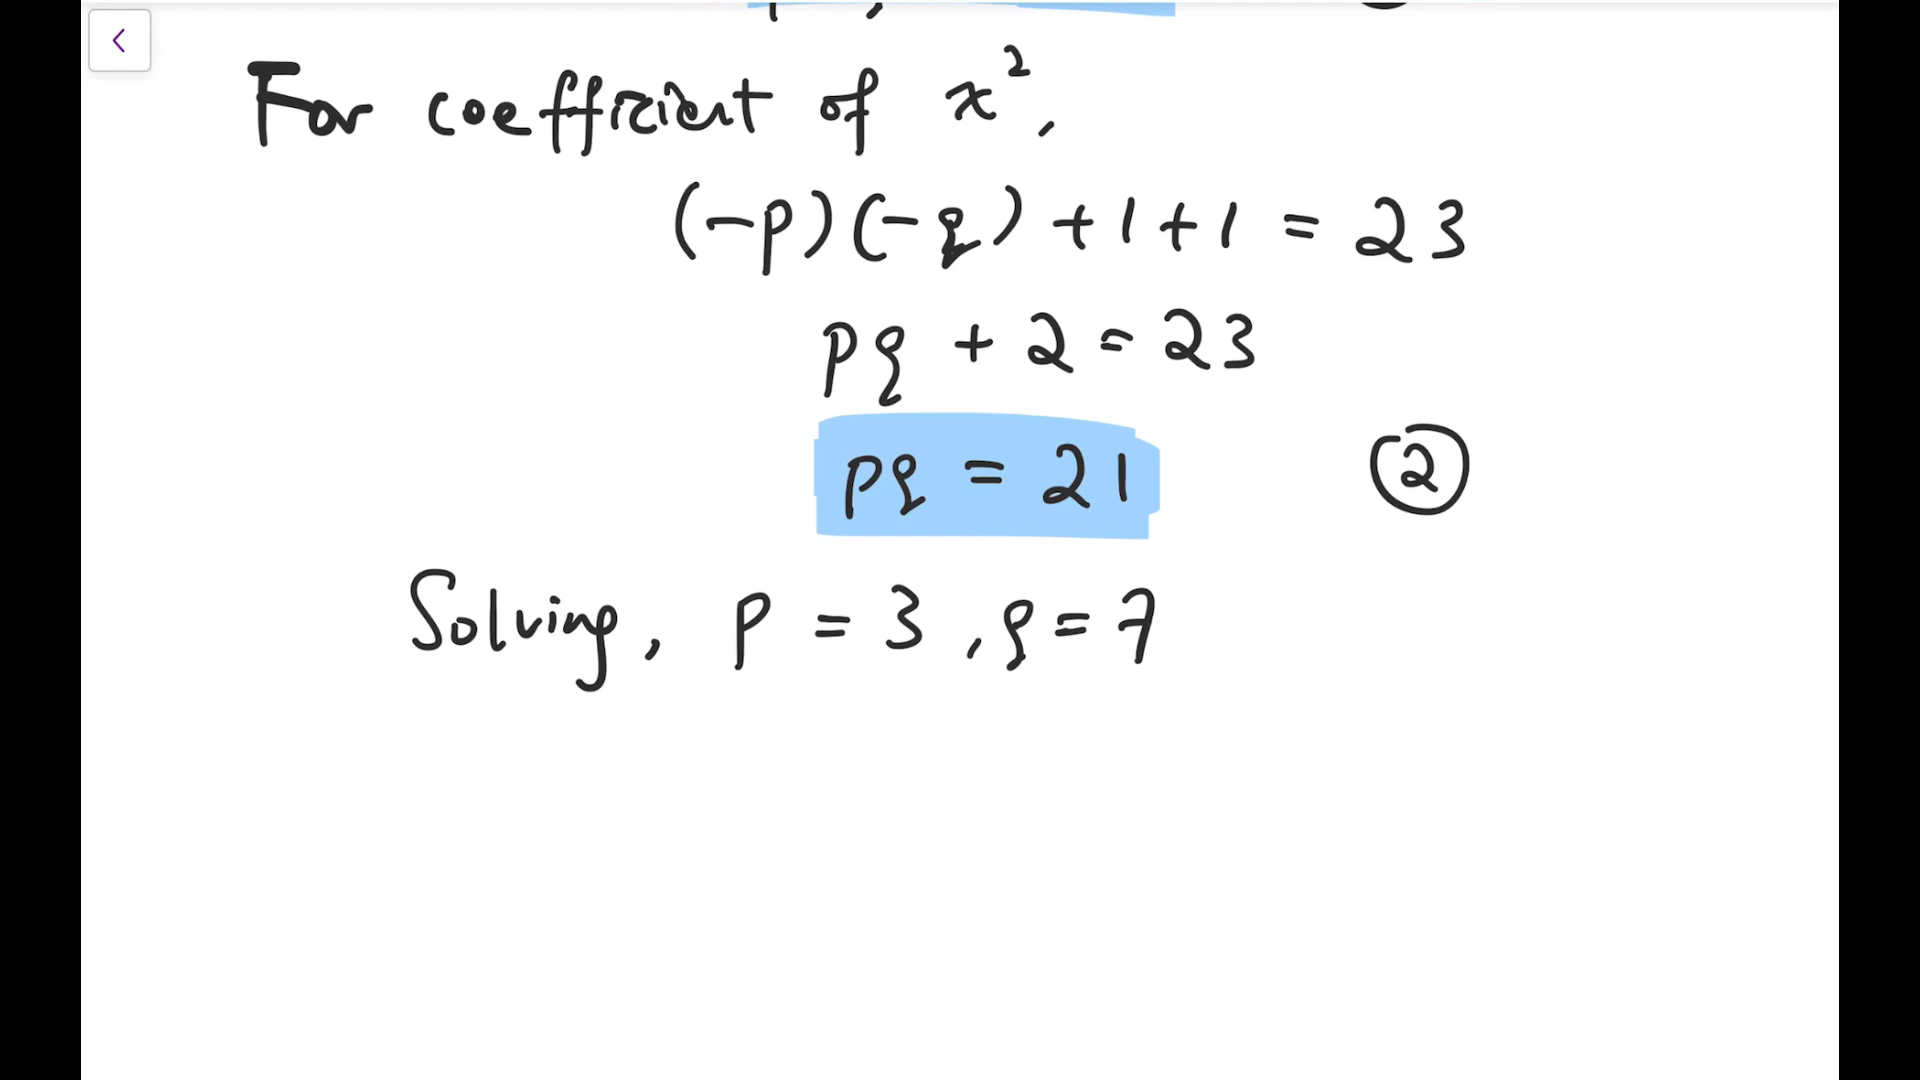 For coefficient of x²,
(-p)(-q) + 1 + 1 = 23
pq + 2 = 23
pq = 21 ②
Solving, p = 3, q = 7